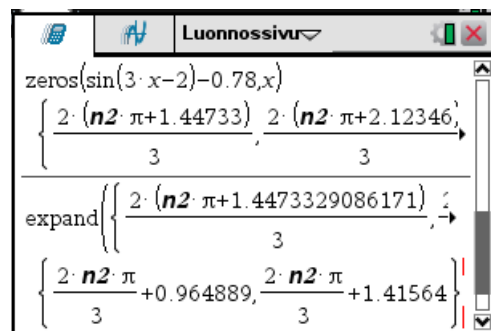 Luonnossivu
zeros(sin(3·x−2)−0.78,x)
{2·(n2·π+1.44733)/3, 2·(n2·π+2.12346)/3,
expand({2·(n2·π+1.4473329086171)/3,
{2·n2·π/3+0.964889, 2·n2·π/3+1.41564}